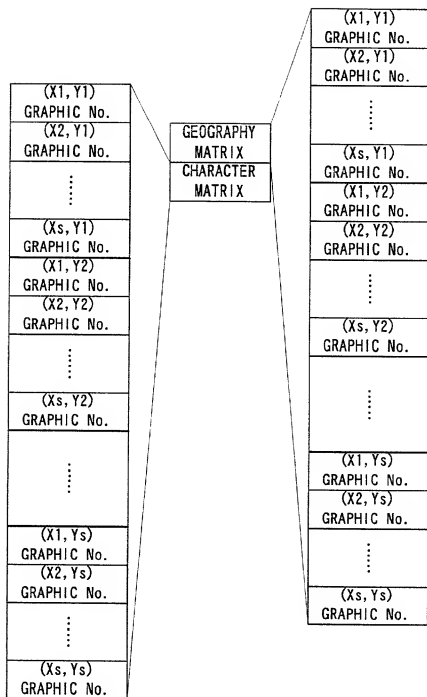 (X1,Y1)
GRAPHIC No.
(X2,Y1)
GRAPHIC No.
(Xs,Y1)
GRAPHIC No.
(X1,Y2)
GRAPHIC No.
(X2,Y2)
GRAPHIC No.
(Xs,Y2)
GRAPHIC No.
(X1,Ys)
GRAPHIC No.
(X2,Ys)
GRAPHIC No.
(Xs,Ys)
GRAPHIC No.
GEOGRAPHY
MATRIX
CHARACTER
MATRIX
(X1,Y1)
GRAPHIC No.
(X2,Y1)
GRAPHIC No.
(Xs,Y1)
GRAPHIC No.
(X1,Y2)
GRAPHIC No.
(X2,Y2)
GRAPHIC No.
(Xs,Y2)
GRAPHIC No.
(X1,Ys)
GRAPHIC No.
(X2,Ys)
GRAPHIC No.
(Xs,Ys)
GRAPHIC No.